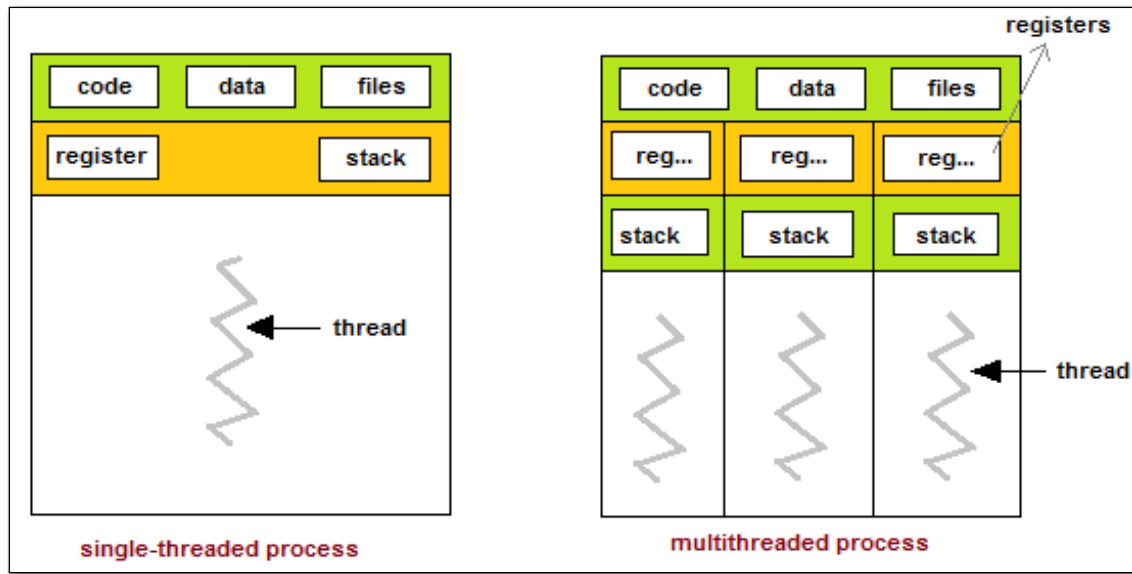 registers
code data files
register stack
thread
single-threaded process
code data files
reg... reg... reg...
stack stack stack
thread
multithreaded process